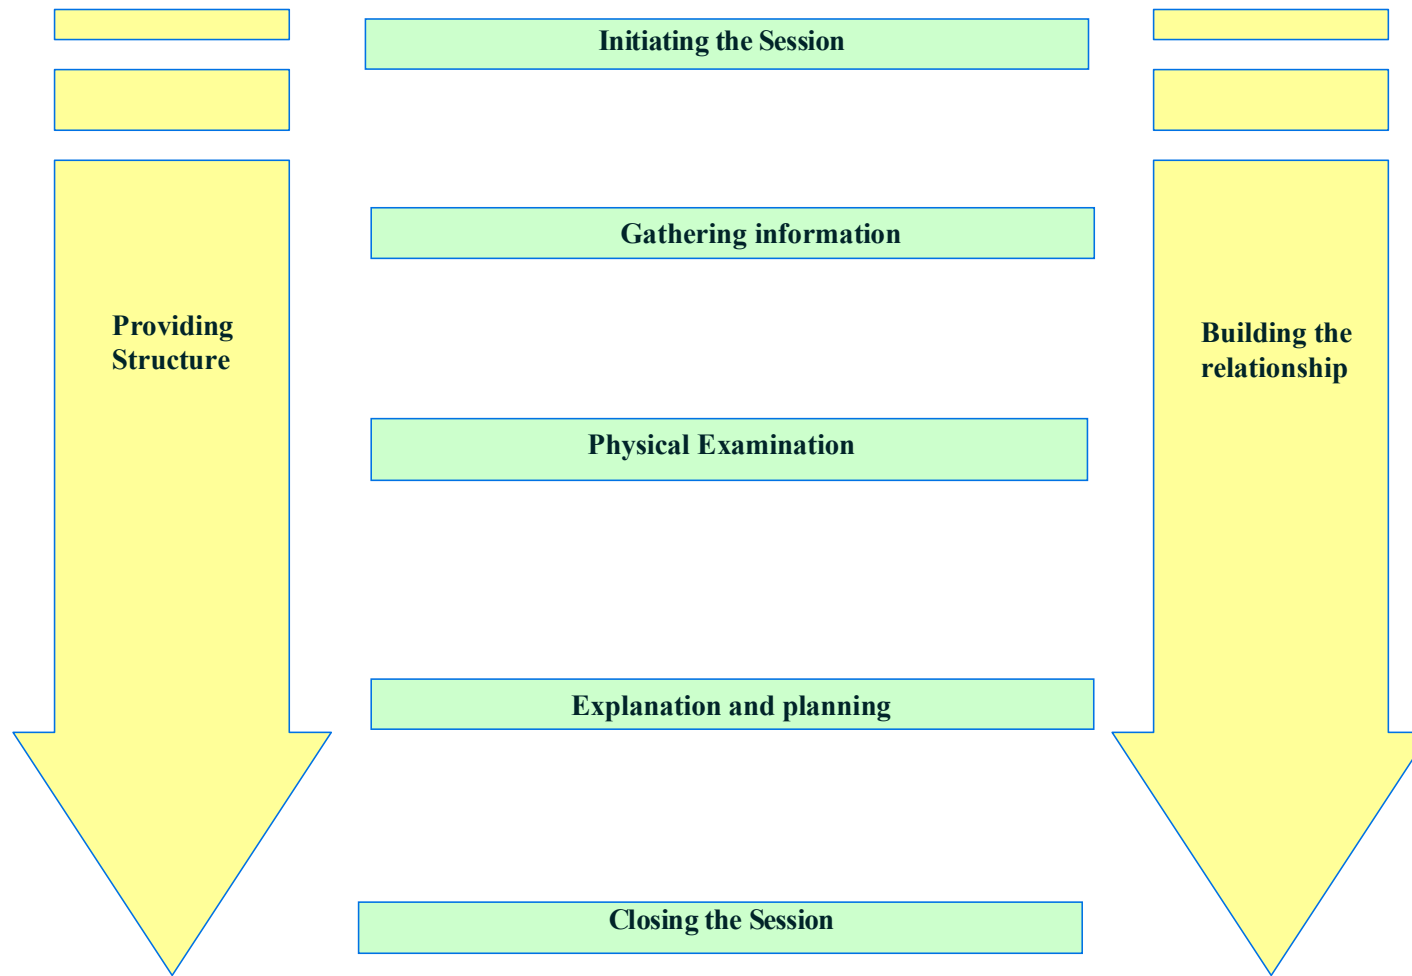 Initiating the Session
Gathering information
Providing
Structure
Building the
relationship
Physical Examination
Explanation and planning
Closing the Session